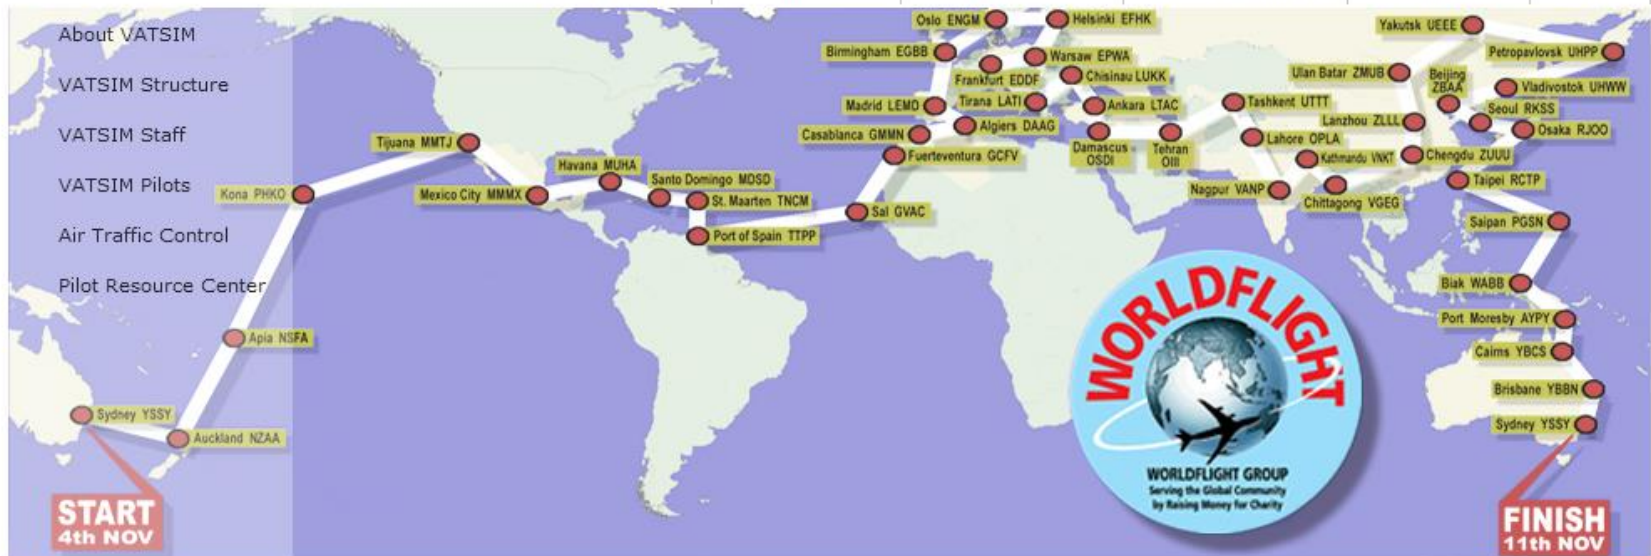 About VATSIM
VATSIM Structure
VATSIM Staff
VATSIM Pilots
Air Traffic Control
Pilot Resource Center
Sydney YSSY
Auckland NZAA
Apia NSFA
Kona PHKO
Tijuana MMTJ
Mexico City MMMX
Havana MUHA
Santo Domingo MDSD
St. Maarten TNCM
Port of Spain TTPP
Sal GVAC
Fuerteventura GCFV
Casablanca GMMN
Algiers DAAG
Madrid LEMD
Birmingham EGBB
Oslo ENGM
Helsinki EFHK
Warsaw EPWA
Frankfurt EDDF
Tirana LATI
Chisinau LUKK
Ankara LTAC
Damascus
OSDI
Tehran
OIII
Tashkent UTTT
Lahore OPLA
Kathmandu VNKT
Nagpur VANP
Chittagong VGEG
Chengdu ZUUU
Lanzhou ZLLL
Ulan Batar ZMUB
Yakutsk UEEE
Petropavlovsk UHPP
Vladivostok UHWW
Beijing
ZBAA
Seoul RKSS
Osaka RJOO
Taipei RCTP
Saipan PGSN
Biak WABB
Port Moresby AYPY
Cairns YBCS
Brisbane YBBN
Sydney YSSY
START
4th NOV
WORLDFLIGHT
WORLDFLIGHT GROUP
Serving the Global Community
by Raising Money for Charity
FINISH
11th NOV